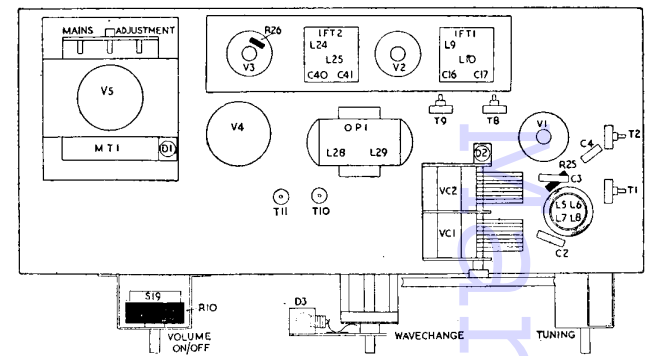 MAINS ADJUSTMENT
V5
MT1
D1
R26
V3
IFT2
L24
L25
C40 C41
V2
IFT1
L9
L10
C16 C17
V4
OP1
L28 L29
T9
T8
T11
T10
V1
T2
C4
D2
R25
C3
T1
VC2
VC1
L5 L6
L7 L8
C2
S19
R10
VOLUME
ON/OFF
D3
WAVECHANGE
TUNING